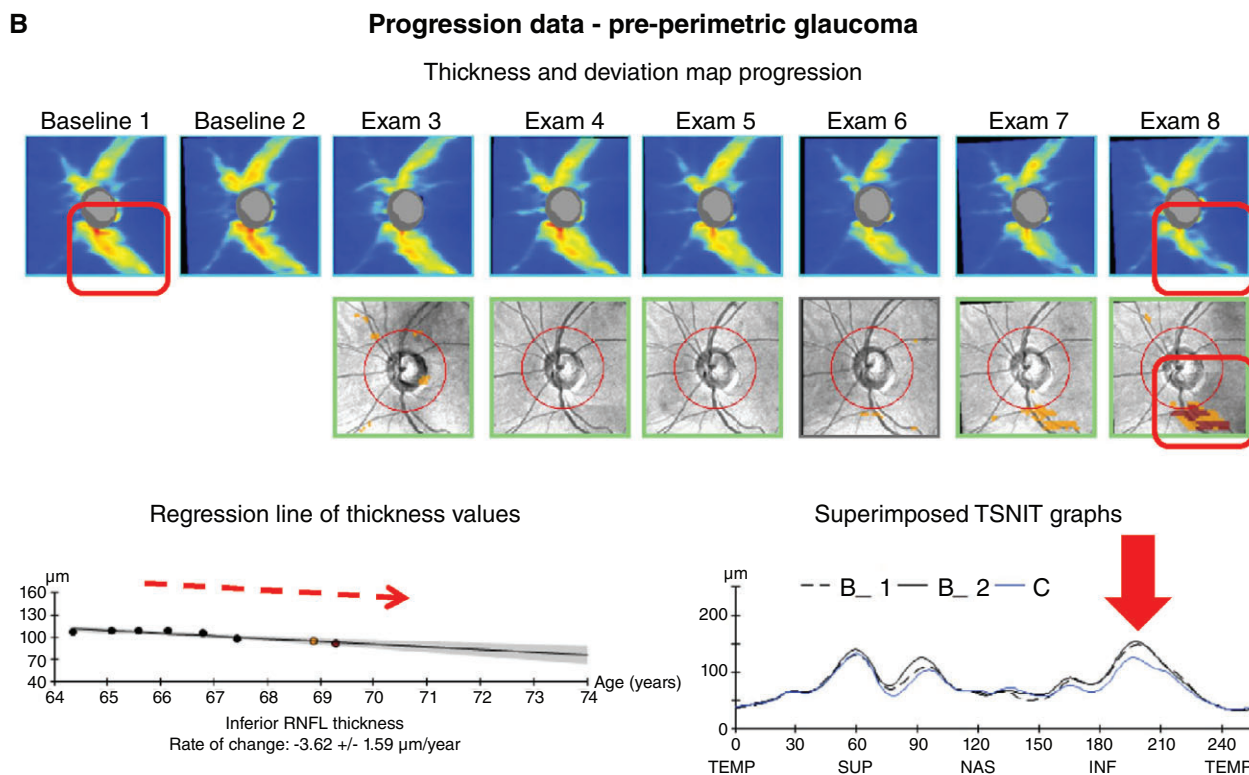 B
Progression data - pre-perimetric glaucoma
Thickness and deviation map progression
Baseline 1 Baseline 2 Exam 3 Exam 4 Exam 5 Exam 6 Exam 7 Exam 8
Regression line of thickness values
µm
160
130
100
70
40
64 65 66 67 68 69 70 71 72 73 74
Age (years)
Inferior RNFL thickness
Rate of change: -3.62 +/- 1.59 µm/year
Superimposed TSNIT graphs
µm
B_ 1 B_ 2 C
200
100
0
0 30 60 90 120 150 180 210 240
TEMP SUP NAS INF TEMP